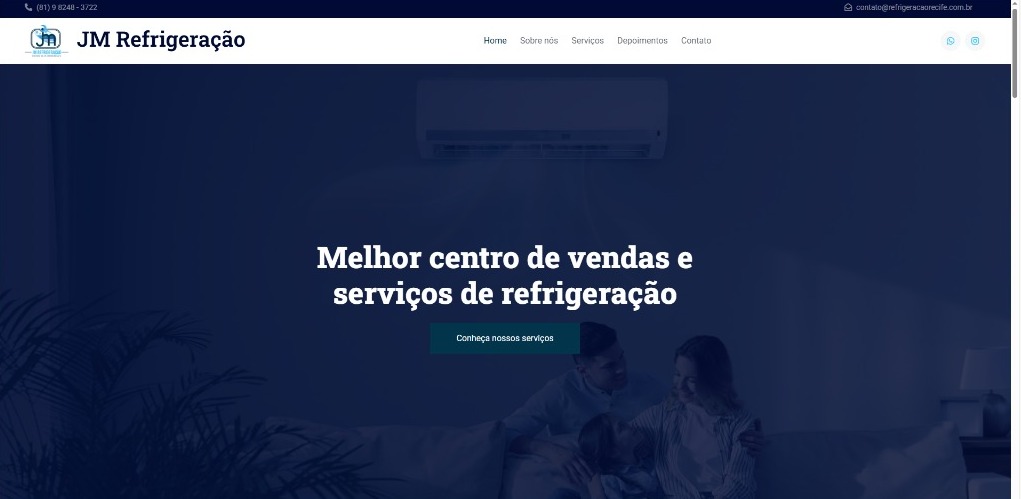 (81) 9 8248 - 3722
contato@refrigeracaorecife.com.br
JM
JM Refrigeração
Home
Sobre nós
Serviços
Depoimentos
Contato
Melhor centro de vendas e
serviços de refrigeração
Conheça nossos serviços